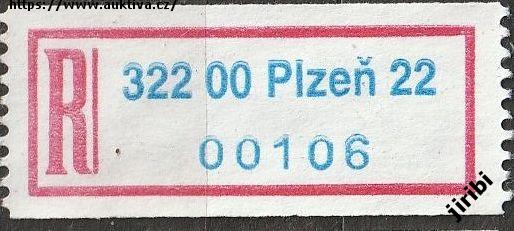 https://www.auktiva.cz/
R 322 00 Plzeň 22
00106
jiribi